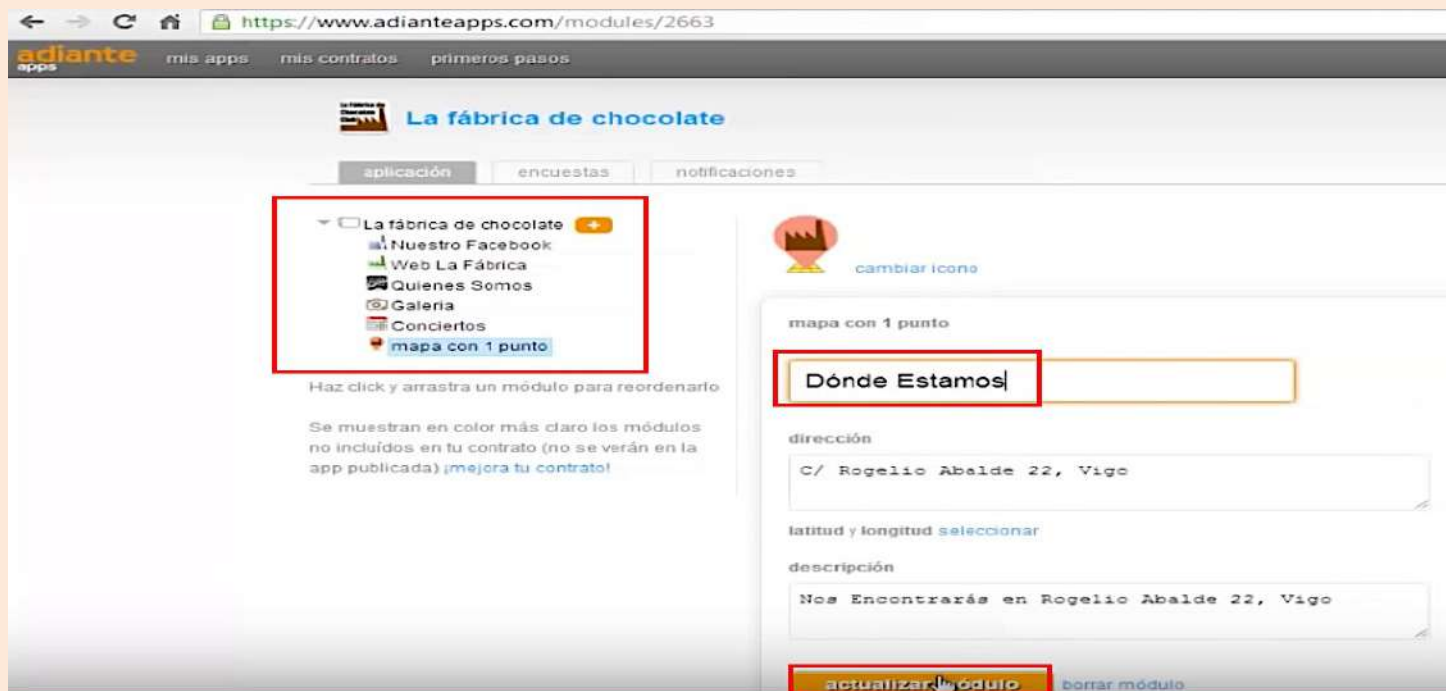 https://www.adianteapps.com/modules/2663
adiante apps mis apps mis contratos primeros pasos
La fábrica de chocolate
aplicación encuestas notificaciones
La fábrica de chocolate +
Nuestro Facebook
Web La Fábrica
Quienes Somos
Galeria
Conciertos
mapa con 1 punto
Haz click y arrastra un módulo para reordenarlo
Se muestran en color más claro los módulos
no incluídos en tu contrato (no se verán en la
app publicada) ¡mejora tu contrato!
cambiar icono
mapa con 1 punto
Dónde Estamos
dirección
C/ Rogelio Abalde 22, Vigo
latitud y longitud seleccionar
descripción
Nos Encontrarás en Rogelio Abalde 22, Vigo
actualizar módulo borrar módulo